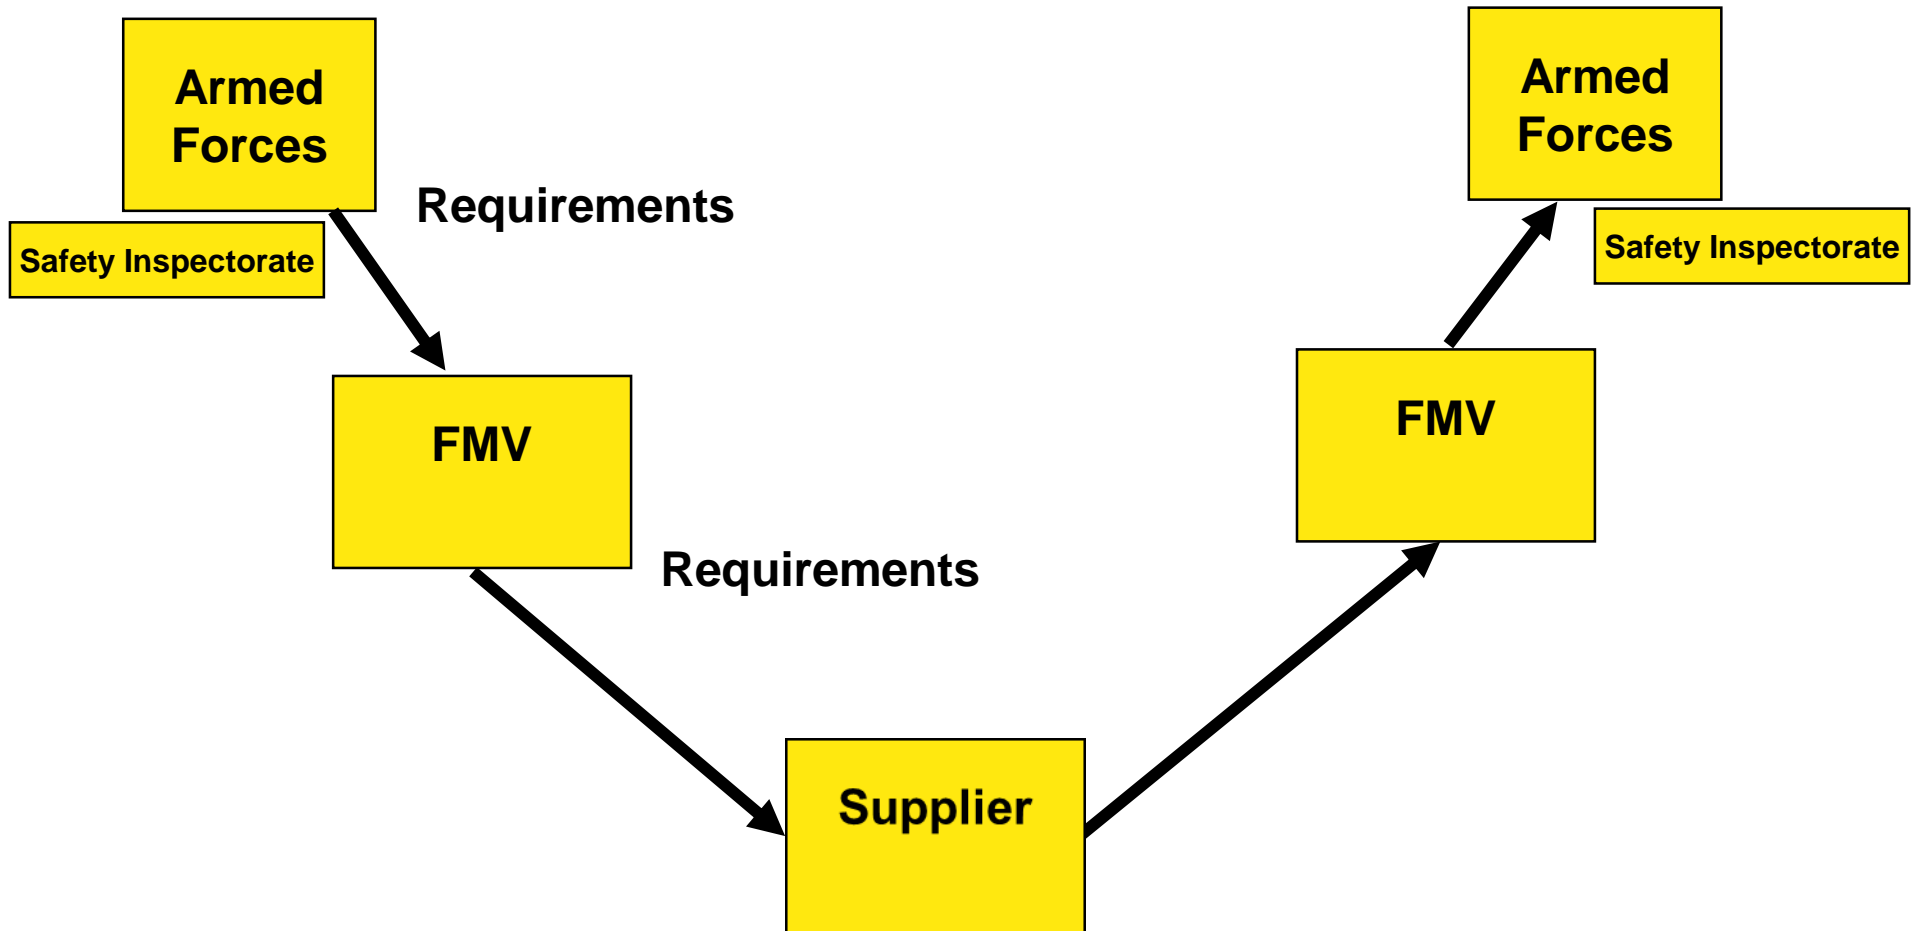 Armed
Forces
Requirements
Safety Inspectorate
FMV
Requirements
Supplier
Armed
Forces
Safety Inspectorate
FMV